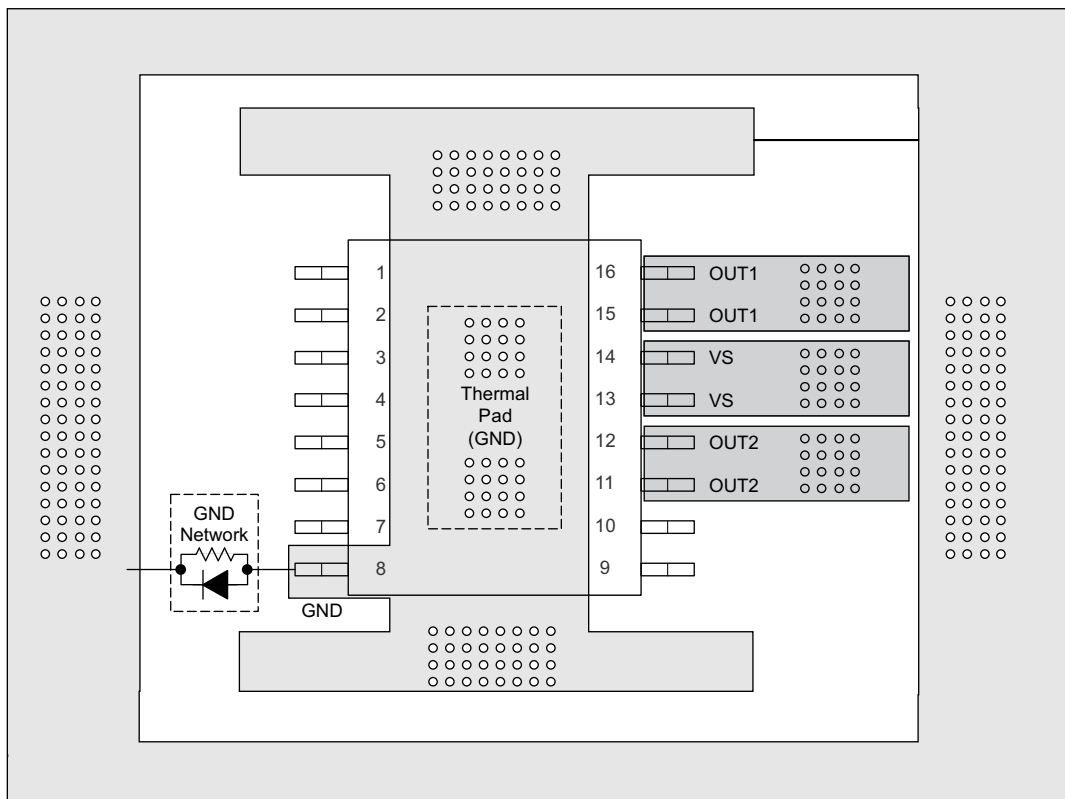 1
2
3
4
5
6
7
8
Thermal
Pad
(GND)
16
15
14
13
12
11
10
9
OUT1
OUT1
VS
VS
OUT2
OUT2
GND
Network
GND